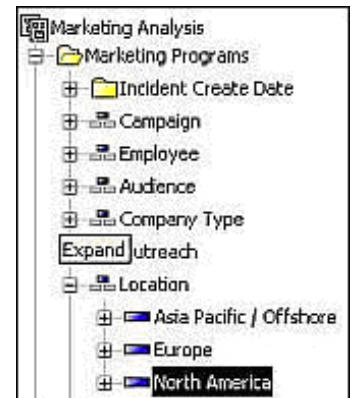 Marketing Analysis
Marketing Programs
Incident Create Date
Campaign
Employee
Audience
Company Type
Expand utreach
Location
Asia Pacific / Offshore
Europe
North America